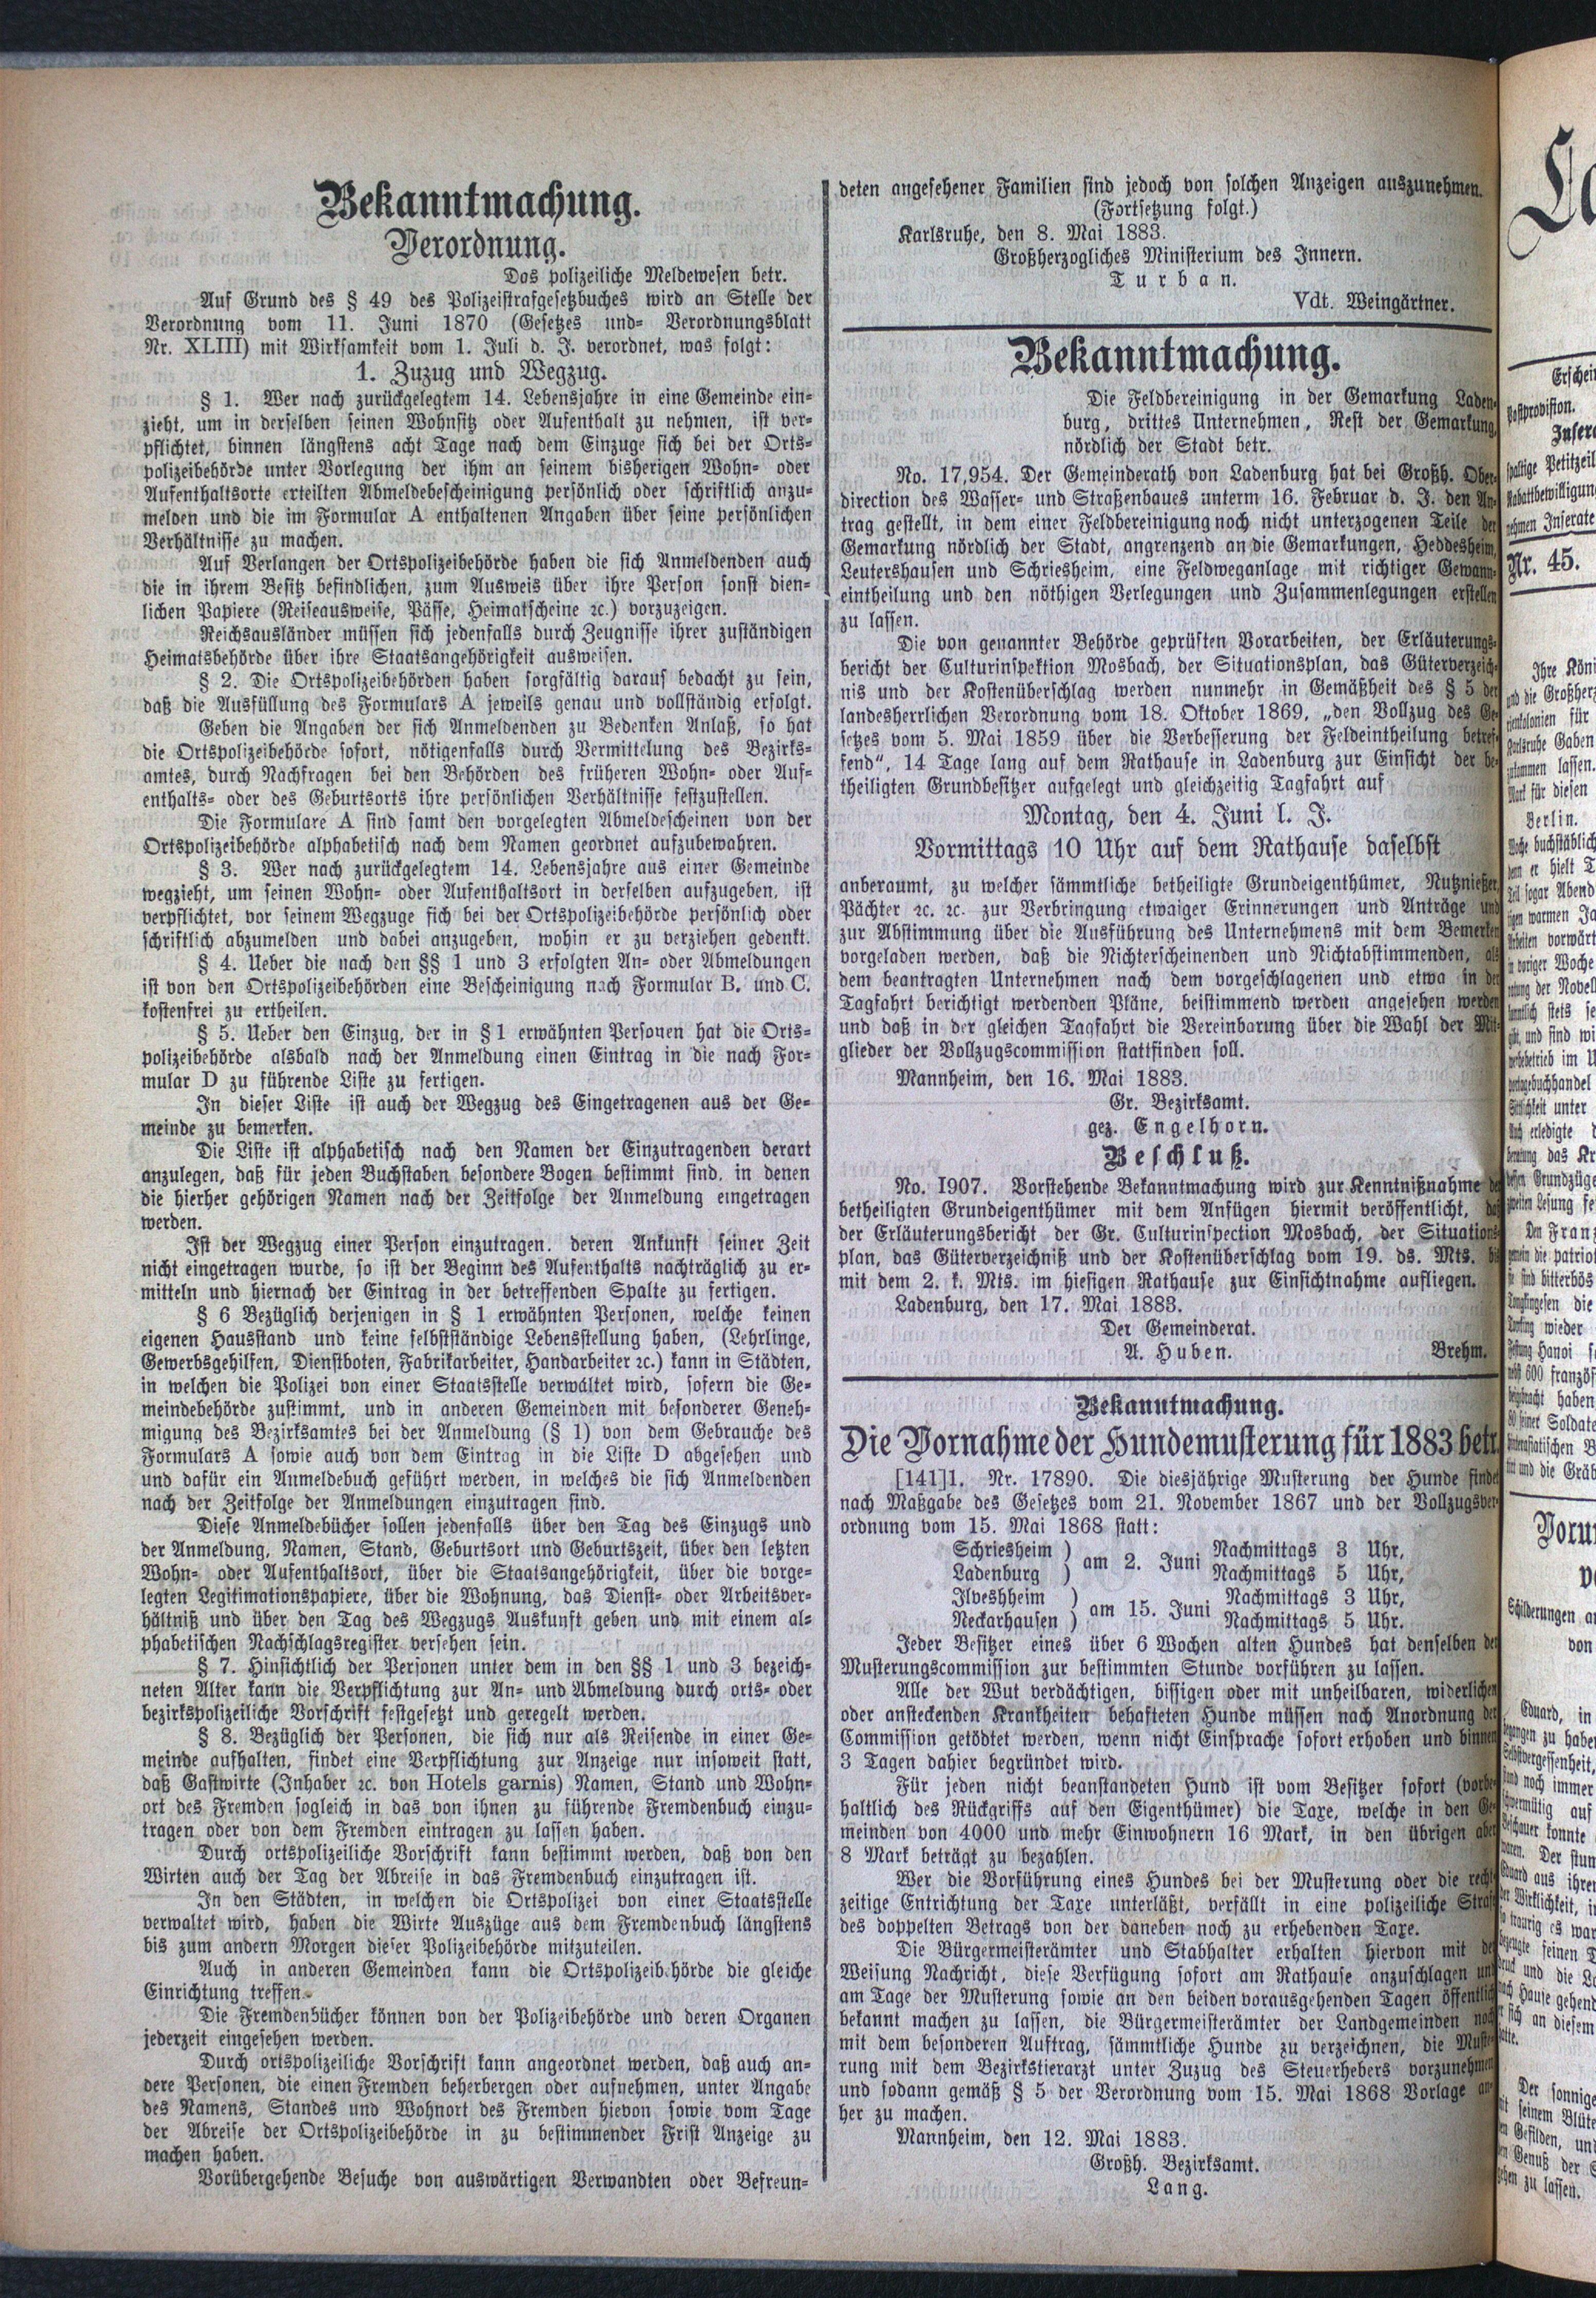 Bekanntmachung.
Verordnung.
Das polizeiliche Meldewesen betr.
Auf Grund des § 49 des Polizeistrafgesetzbuches wird an Stelle der
Verordnung vom 11. Juni 1870 (Gesetzes und= Verordnungsblatt
Nr. XLIII) mit Wirksamkeit vom 1. Juli d. J. verordnet, was folgt:
1. Zuzug und Wegzug.
§ 1. Wer nach zurückgelegtem 14. Lebensjahre in eine Gemeinde ein=
zieht, um in derselben seinen Wohnsitz oder Aufenthalt zu nehmen, ist ver=
pflichtet, binnen längstens acht Tage nach dem Einzuge sich bei der Orts=
polizeibehörde unter Vorlegung der ihm an seinem bisherigen Wohn= oder
Aufenthaltsorte erteilten Abmeldebescheinigung persönlich oder schriftlich anzu=
melden und die im Formular A enthaltenen Angaben über seine persönlichen
Verhältnisse zu machen.
Auf Verlangen der Ortspolizeibehörde haben die sich Anmeldenden auch
die in ihrem Besitz befindlichen, zum Ausweis über ihre Person sonst dien=
lichen Papiere (Reiseausweise, Pässe, Heimatscheine ꝛc.) vorzuzeigen.
Reichsausländer müssen sich jedenfalls durch Zeugnisse ihrer zuständigen
Heimatsbehörde über ihre Staatsangehörigkeit ausweisen.
§ 2. Die Ortspolizeibehörden haben sorgfältig darauf bedacht zu sein,
daß die Ausfüllung des Formulars A jeweils genau und vollständig erfolgt.
Geben die Angaben der sich Anmeldenden zu Bedenken Anlaß, so hat
die Ortspolizeibehörde sofort, nötigenfalls durch Vermittelung des Bezirks=
amtes, durch Nachfragen bei den Behörden des früheren Wohn= oder Auf=
enthalts= oder des Geburtsorts ihre persönlichen Verhältnisse festzustellen.
Die Formulare A sind samt den vorgelegten Abmeldescheinen von der
Ortspolizeibehörde alphabetisch nach dem Namen geordnet aufzubewahren.
§ 3. Wer nach zurückgelegtem 14. Lebensjahre aus einer Gemeinde
wegzieht, um seinen Wohn= oder Aufenthaltsort in derselben aufzugeben, ist
verpflichtet, vor seinem Wegzuge sich bei der Ortspolizeibehörde persönlich oder
schriftlich abzumelden und dabei anzugeben, wohin er zu verziehen gedenkt.
§ 4. Ueber die nach den §§ 1 und 3 erfolgten An= oder Abmeldungen
ist von den Ortspolizeibehörden eine Bescheinigung nach Formular B. und C.
kostenfrei zu ertheilen.
§ 5. Ueber den Einzug, der in § 1 erwähnten Personen hat die Orts=
polizeibehörde alsbald nach der Anmeldung einen Eintrag in die nach For=
mular D zu führende Liste zu fertigen.
In dieser Liste ist auch der Wegzug des Eingetragenen aus der Ge=
meinde zu bemerken.
Die Liste ist alphabetisch nach den Namen der Einzutragenden derart
anzulegen, daß für jeden Buchstaben besondere Bogen bestimmt sind, in denen
die hierher gehörigen Namen nach der Zeitfolge der Anmeldung eingetragen
werden.
Ist der Wegzug einer Person einzutragen. deren Ankunft seiner Zeit
nicht eingetragen wurde, so ist der Beginn des Aufenthalts nachträglich zu er=
mitteln und hiernach der Eintrag in der betreffenden Spalte zu fertigen.
§ 6 Bezüglich derjenigen in § 1 erwähnten Personen, welche keinen
eigenen Hausstand und keine selbstständige Lebensstellung haben, (Lehrlinge,
Gewerbsgehilfen, Dienstboten, Fabrikarbeiter, Handarbeiter ꝛc.) kann in Städten,
in welchen die Polizei von einer Staatsstelle verwaltet wird, sofern die Ge=
meindebehörde zustimmt, und in anderen Gemeinden mit besonderer Geneh=
migung des Bezirksamtes bei der Anmeldung (§ 1) von dem Gebrauche des
Formulars A sowie auch von dem Eintrag in die Liste D abgesehen und
und dafür ein Anmeldebuch geführt werden, in welches die sich Anmeldenden
nach der Zeitfolge der Anmeldungen einzutragen sind.
Diese Anmeldebücher sollen jedenfalls über den Tag des Einzugs und
der Anmeldung, Namen, Stand, Geburtsort und Geburtszeit, über den letzten
Wohn= oder Aufenthaltsort, über die Staatsangehörigkeit, über die vorge=
legten Legitimationspapiere, über die Wohnung, das Dienst= oder Arbeitsver=
hältniß und über den Tag des Wegzugs Auskunft geben und mit einem al=
phabetischen Nachschlagsregister versehen sein.
§ 7. Hinsichtlich der Personen unter dem in den §§ 1 und 3 bezeich=
neten Alter kann die Verpflichtung zur An= und Abmeldung durch orts= oder
bezirkspolizeiliche Vorschrift festgesetzt und geregelt werden.
§ 8. Bezüglich der Personen, die sich nur als Reisende in einer Ge=
meinde aufhalten, findet eine Verpflichtung zur Anzeige nur insoweit statt,
daß Gastwirte (Inhaber ꝛc. von Hotels garnis) Namen, Stand und Wohn=
ort des Fremden sogleich in das von ihnen zu führende Fremdenbuch einzu=
tragen oder von dem Fremden eintragen zu lassen haben.
Durch ortspolizeiliche Vorschrift kann bestimmt werden, daß von den
Wirten auch der Tag der Abreise in das Fremdenbuch einzutragen ist.
In den Städten, in welchen die Ortspolizei von einer Staatsstelle
verwaltet wird, haben die Wirte Auszüge aus dem Fremdenbuch längstens
bis zum andern Morgen dieser Polizeibehörde mitzuteilen.
Auch in anderen Gemeinden kann die Ortspolizeibehörde die gleiche
Einrichtung treffen.
Die Fremdenbücher können von der Polizeibehörde und deren Organen
jederzeit eingesehen werden.
Durch ortspolizeiliche Vorschrift kann angeordnet werden, daß auch an=
dere Personen, die einen Fremden beherbergen oder aufnehmen, unter Angabe
des Namens, Standes und Wohnort des Fremden hievon sowie vom Tage
der Abreise der Ortspolizeibehörde in zu bestimmender Frist Anzeige zu
machen haben.
Vorübergehende Besuche von auswärtigen Verwandten oder Befreun=
deten angesehener Familien sind jedoch von solchen Anzeigen auszunehmen.
(Fortsetzung folgt.)
Karlsruhe, den 8. Mai 1883.
Großherzogliches Ministerium des Innern.
Turban.
Vdt. Weingärtner.
Bekanntmachung.
Die Feldbereinigung in der Gemarkung Laden=
burg, drittes Unternehmen, Rest der Gemarkung,
nördlich der Stadt betr.
No. 17,954. Der Gemeinderath von Ladenburg hat bei Großh. Ober=
direction des Wasser= und Straßenbaues unterm 16. Februar d. J. den An=
trag gestellt, in dem einer Feldbereinigung noch nicht unterzogenen Teile der
Gemarkung nördlich der Stadt, angrenzend an die Gemarkungen, Heddesheim,
Leutershausen und Schriesheim, eine Feldweganlage mit richtiger Gewann=
eintheilung und den nöthigen Verlegungen und Zusammenlegungen erstellen
zu lassen.
Die von genannter Behörde geprüften Vorarbeiten, der Erläuterungs=
bericht der Culturinspektion Mosbach, der Situationsplan, das Güterverzeich=
nis und der Kostenüberschlag werden nunmehr in Gemäßheit des § 5 der
landesherrlichen Verordnung vom 18. Oktober 1869, „den Vollzug des Ge=
setzes vom 5. Mai 1859 über die Verbesserung der Feldeintheilung betref=
fend“, 14 Tage lang auf dem Rathause in Ladenburg zur Einsicht der be=
theiligten Grundbesitzer aufgelegt und gleichzeitig Tagfahrt auf
Montag, den 4. Juni l. J.
Vormittags 10 Uhr auf dem Rathause daselbst
anberaumt, zu welcher sämmtliche betheiligte Grundeigenthümer, Nutznießer,
Pächter ꝛc. ꝛc. zur Verbringung etwaiger Erinnerungen und Anträge und
zur Abstimmung über die Ausführung des Unternehmens mit dem Bemerken
vorgeladen werden, daß die Nichterscheinenden und Nichtabstimmenden, als
dem beantragten Unternehmen nach dem vorgeschlagenen und etwa in der
Tagfahrt berichtigt werdenden Pläne, beistimmend werden angesehen werden
und daß in der gleichen Tagfahrt die Vereinbarung über die Wahl der Mit=
glieder der Vollzugscommission stattfinden soll.
Mannheim, den 16. Mai 1883.
Gr. Bezirksamt.
gez. Engelhorn.
Beschluß.
No. 1907. Vorstehende Bekanntmachung wird zur Kenntnißnahme de
betheiligten Grundeigenthümer mit dem Anfügen hiermit veröffentlicht, daß
der Erläuterungsbericht der Gr. Culturinspection Mosbach, der Situations=
plan, das Güterverzeichniß und der Kostenüberschlag vom 19. ds. Mts. bis
mit dem 2. k. Mts. im hiesigen Rathause zur Einsichtnahme aufliegen.
Ladenburg, den 17. Mai 1883.
Der Gemeinderat.
A. Huben. Brehm.
Bekanntmachung.
Die Vornahme der Hundemusterung für 1883 betr.
[141]1. Nr. 17890. Die diesjährige Musterung der Hunde findet
nach Maßgabe des Gesetzes vom 21. November 1867 und der Vollzugsver=
ordnung vom 15. Mai 1868 statt:
Schriesheim ) am 2. Juni Nachmittags 3 Uhr,
Ladenburg ) Nachmittags 5 Uhr,
Ilveshheim ) am 15. Juni Nachmittags 3 Uhr,
Neckarhausen ) Nachmittags 5 Uhr.
Jeder Besitzer eines über 6 Wochen alten Hundes hat denselben der
Musterungscommission zur bestimmten Stunde vorführen zu lassen.
Alle der Wut verdächtigen, bissigen oder mit unheilbaren, widerlichen
oder ansteckenden Krankheiten behafteten Hunde müssen nach Anordnung der
Commission getödtet werden, wenn nicht Einsprache sofort erhoben und binnen
3 Tagen dahier begründet wird.
Für jeden nicht beanstandeten Hund ist vom Besitzer sofort (vorbe=
haltlich des Rückgriffs auf den Eigenthümer) die Taxe, welche in den Ge=
meinden von 4000 und mehr Einwohnern 16 Mark, in den übrigen aber
8 Mark beträgt zu bezahlen.
Wer die Vorführung eines Hundes bei der Musterung oder die recht=
zeitige Entrichtung der Taxe unterläßt, verfällt in eine polizeiliche Strafe
des doppelten Betrags von der daneben noch zu erhebenden Taxe.
Die Bürgermeisterämter und Stabhalter erhalten hiervon mit der
Weisung Nachricht, diese Verfügung sofort am Rathause anzuschlagen und
am Tage der Musterung sowie an den beiden vorausgehenden Tagen öffentlich
bekannt machen zu lassen, die Bürgermeisterämter der Landgemeinden noch
mit dem besonderen Auftrag, sämmtliche Hunde zu verzeichnen, die Muste=
rung mit dem Bezirkstierarzt unter Zuzug des Steuerhebers vorzunehmen
und sodann gemäß § 5 der Verordnung vom 15. Mai 1868 Vorlage an=
her zu machen.
Mannheim, den 12. Mai 1883.
Großh. Bezirksamt.
Lang.
Nr. 45.